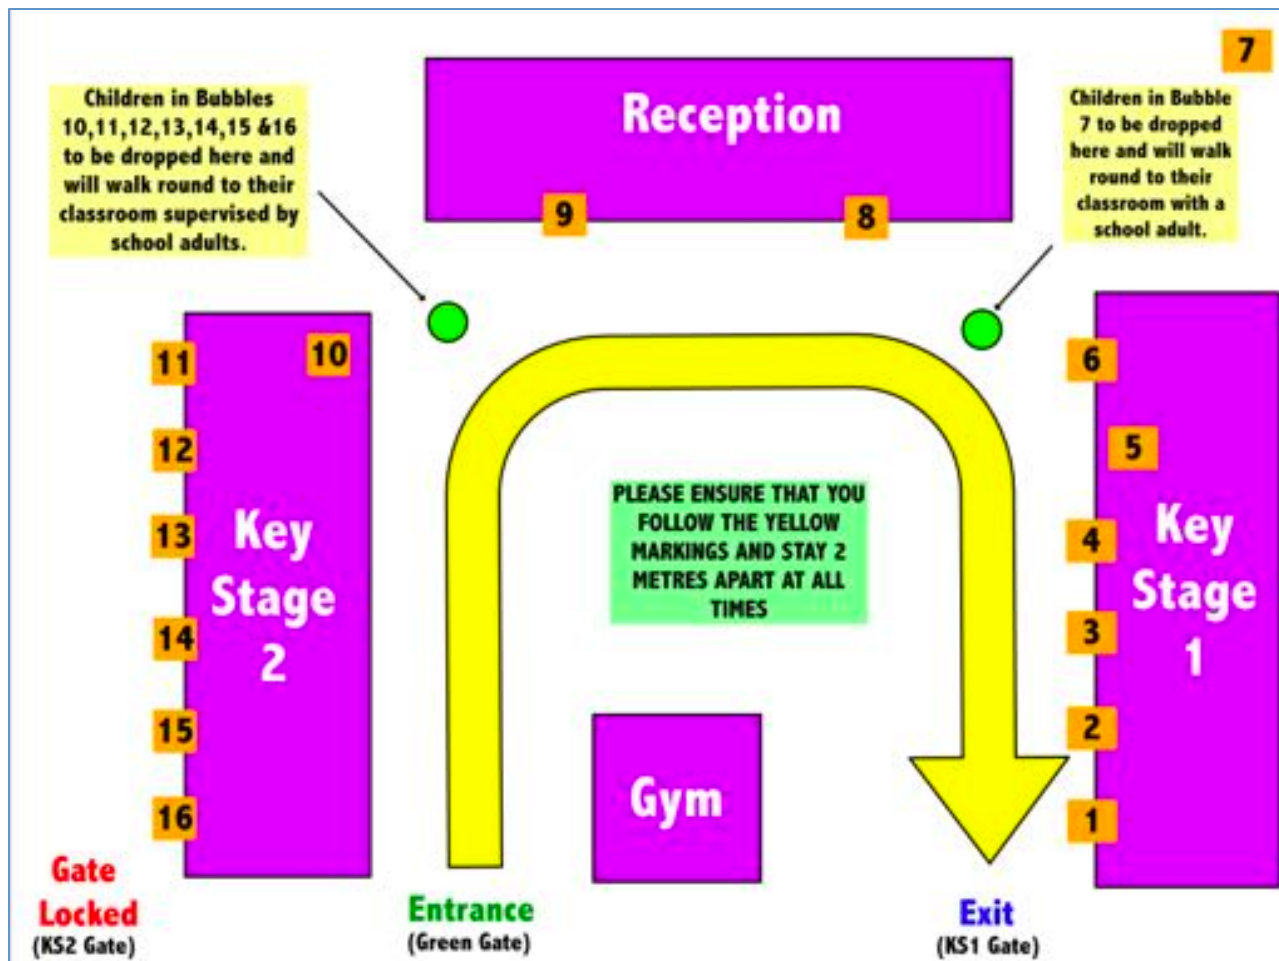 7
Children in Bubbles
10,11,12,13,14,15 &16
to be dropped here and
will walk round to their
classroom supervised by
school adults.
Reception
Children in Bubble
7 to be dropped
here and will walk
round to their
classroom with a
school adult.
9
8
11
10
12
13
14
15
16
Key
Stage
2
6
5
4
3
2
1
Key
Stage
1
PLEASE ENSURE THAT YOU
FOLLOW THE YELLOW
MARKINGS AND STAY 2
METRES APART AT ALL
TIMES
Gym
Gate
Locked
(KS2 Gate)
Entrance
(Green Gate)
Exit
(KS1 Gate)